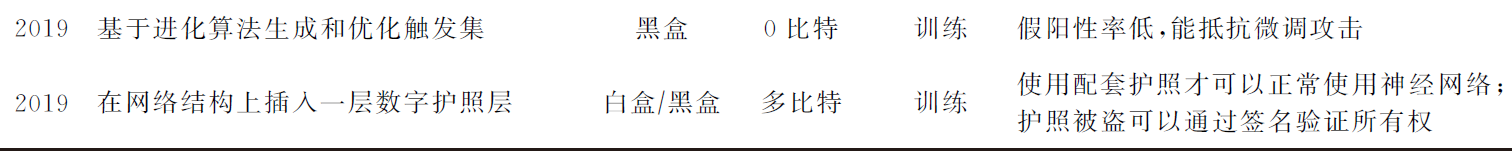 2019 基于进化算法生成和优化触发集 黑盒 0 比特 训练 假阳性率低,能抵抗微调攻击
2019 在网络结构上插入一层数字护照层 白盒/黑盒 多比特 训练 使用配套护照才可以正常使用神经网络;
护照被盗可以通过签名验证所有权